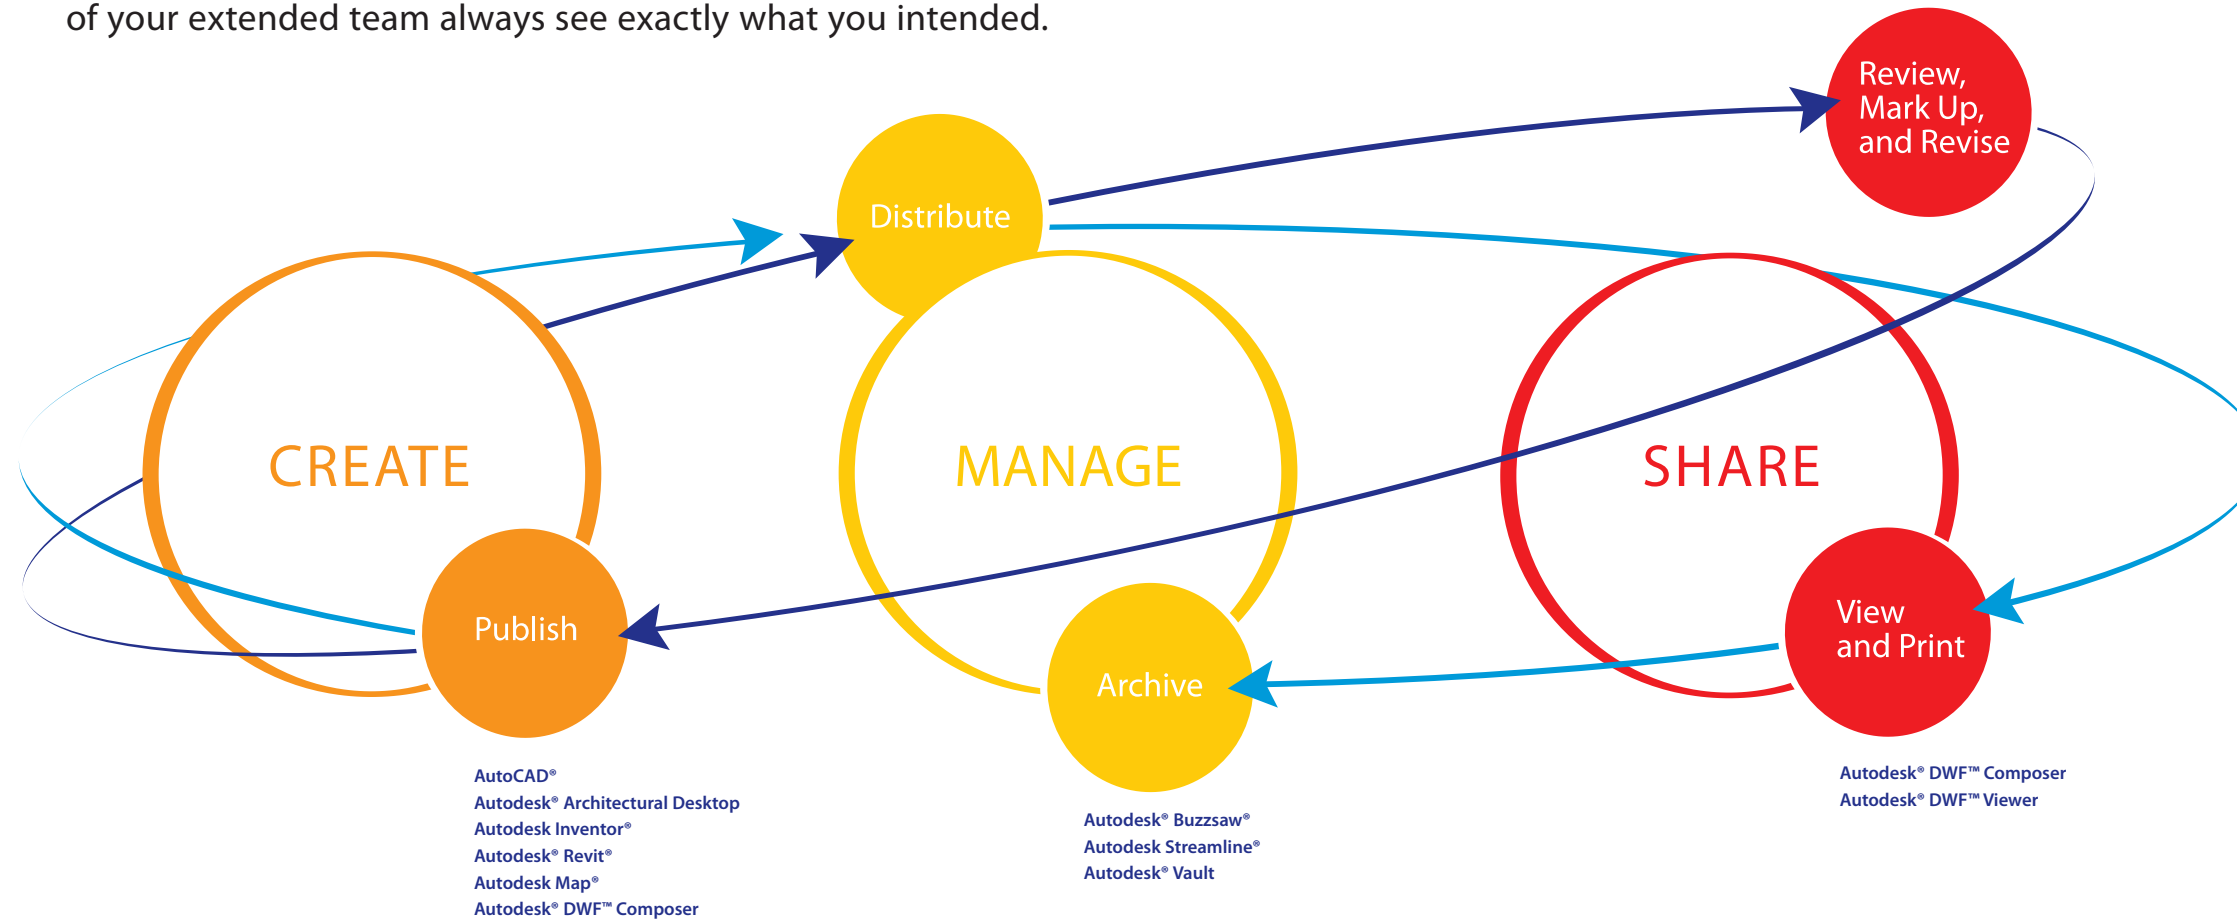 of your extended team always see exactly what you intended.
Review,
Mark Up,
and Revise
Distribute
CREATE
MANAGE
SHARE
Publish
Archive
View
and Print
AutoCAD®
Autodesk® Architectural Desktop
Autodesk Inventor®
Autodesk® Revit®
Autodesk Map®
Autodesk® DWF™ Composer
Autodesk® Buzzsaw®
Autodesk Streamline®
Autodesk® Vault
Autodesk® DWF™ Composer
Autodesk® DWF™ Viewer